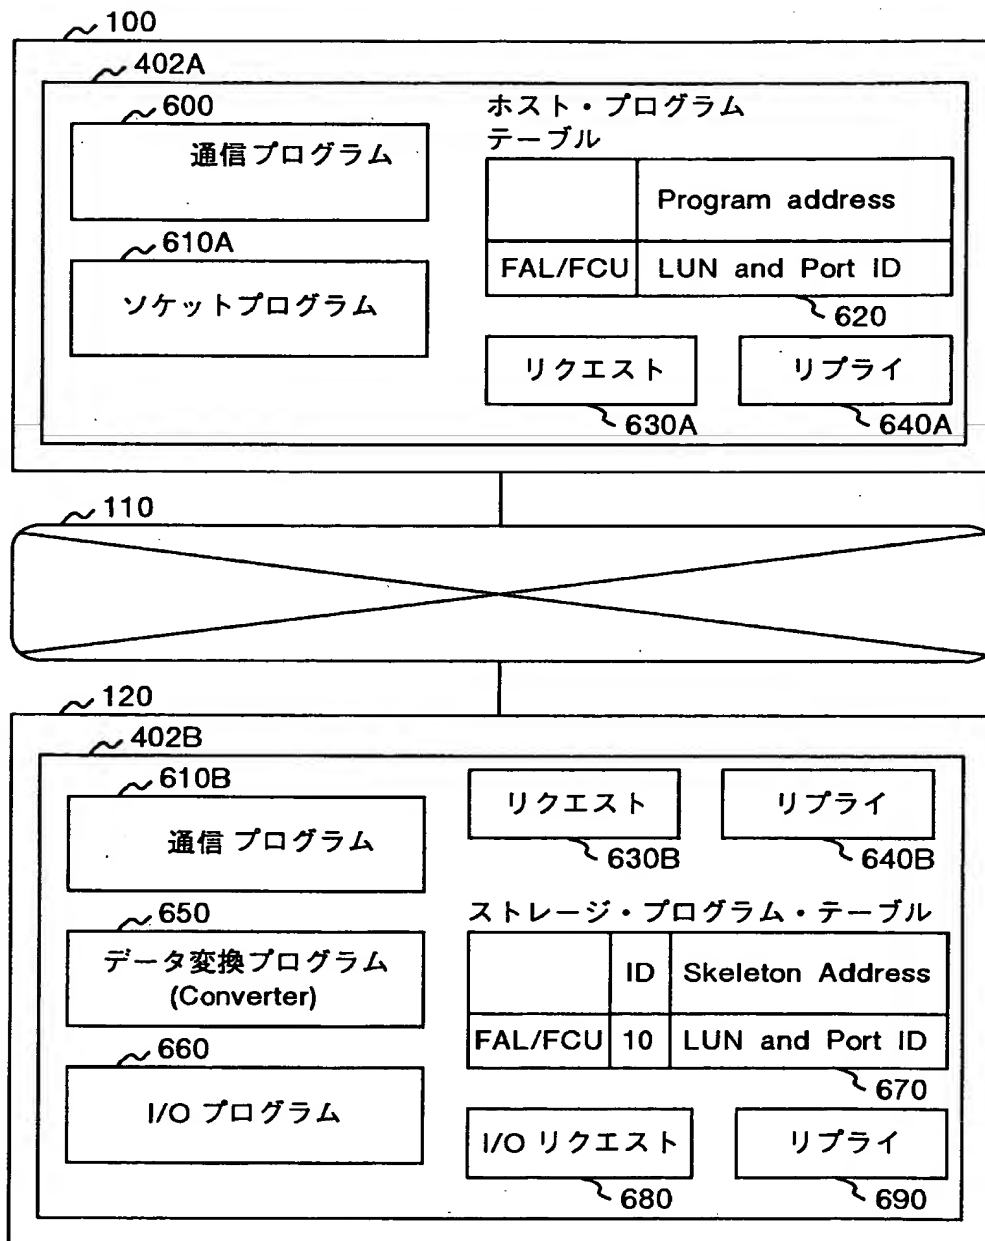 100
402A
600
通信プログラム
610A
ソケットプログラム
ホスト・プログラム
テーブル
Program address
FAL/FCU LUN and Port ID
620
リクエスト
630A
リプライ
640A
110
120
402B
610B
通信 プログラム
650
データ変換プログラム
(Converter)
660
I/O プログラム
リクエスト
630B
リプライ
640B
ストレージ・プログラム・テーブル
ID Skeleton Address
FAL/FCU 10 LUN and Port ID
670
I/O リクエスト
680
リプライ
690